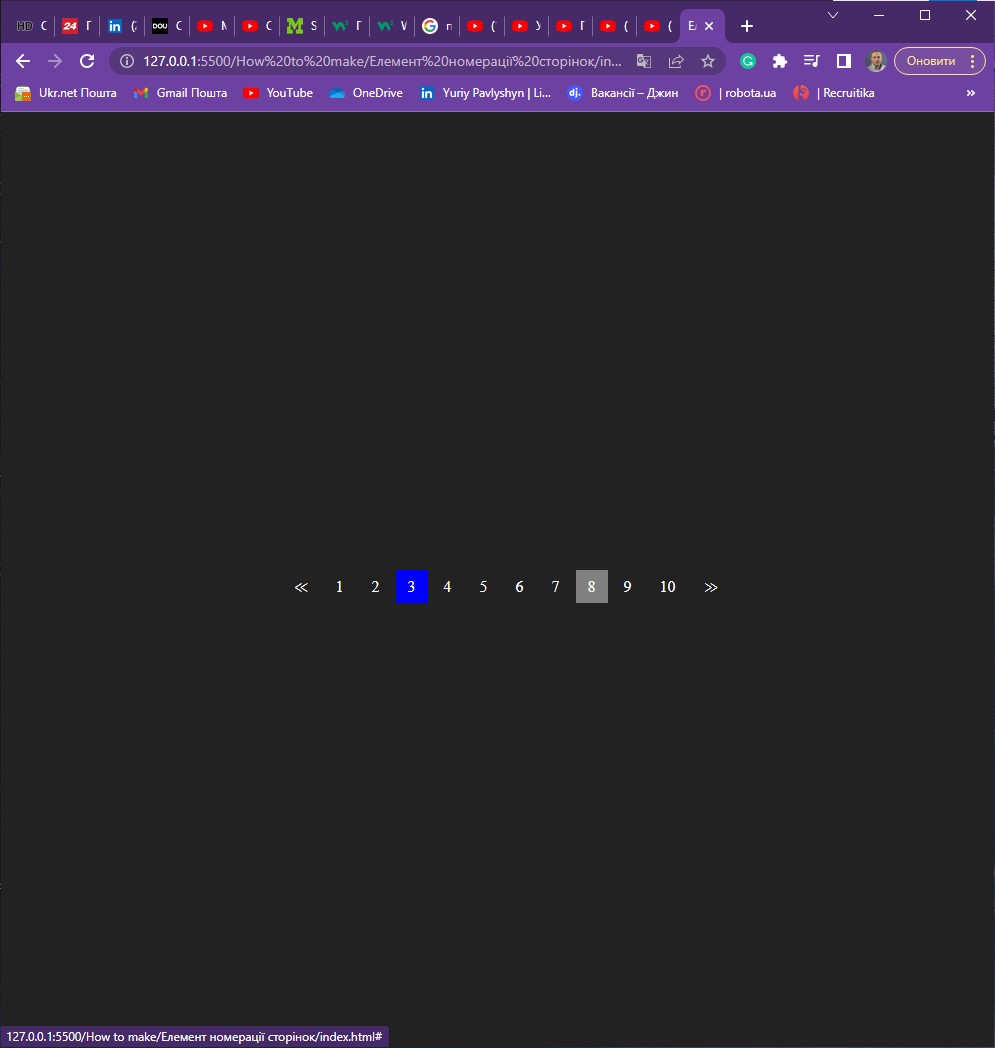 HD 24 in DOU
127.0.0.1:5500/How%20to%20make/Елемент%20номерації%20сторінок/in... Оновити
Ukr.net Пошта Gmail Пошта YouTube OneDrive in Yuriy Pavlyshyn | Li... dj. Вакансії – Джин r | robota.ua | Recruitika »
≪ 1 2 3 4 5 6 7 8 9 10 ≫
127.0.0.1:5500/How to make/Елемент номерації сторінок/index.html#